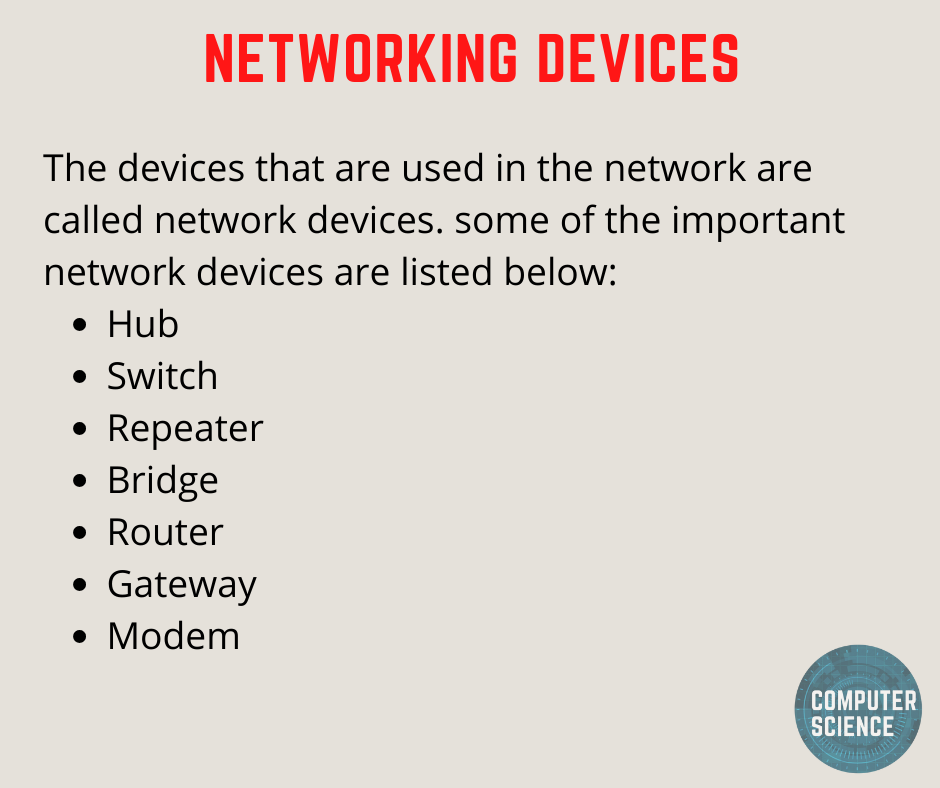 NETWORKING DEVICES
The devices that are used in the network are
called network devices. some of the important
network devices are listed below:
• Hub
• Switch
• Repeater
• Bridge
• Router
• Gateway
• Modem
COMPUTER
SCIENCE